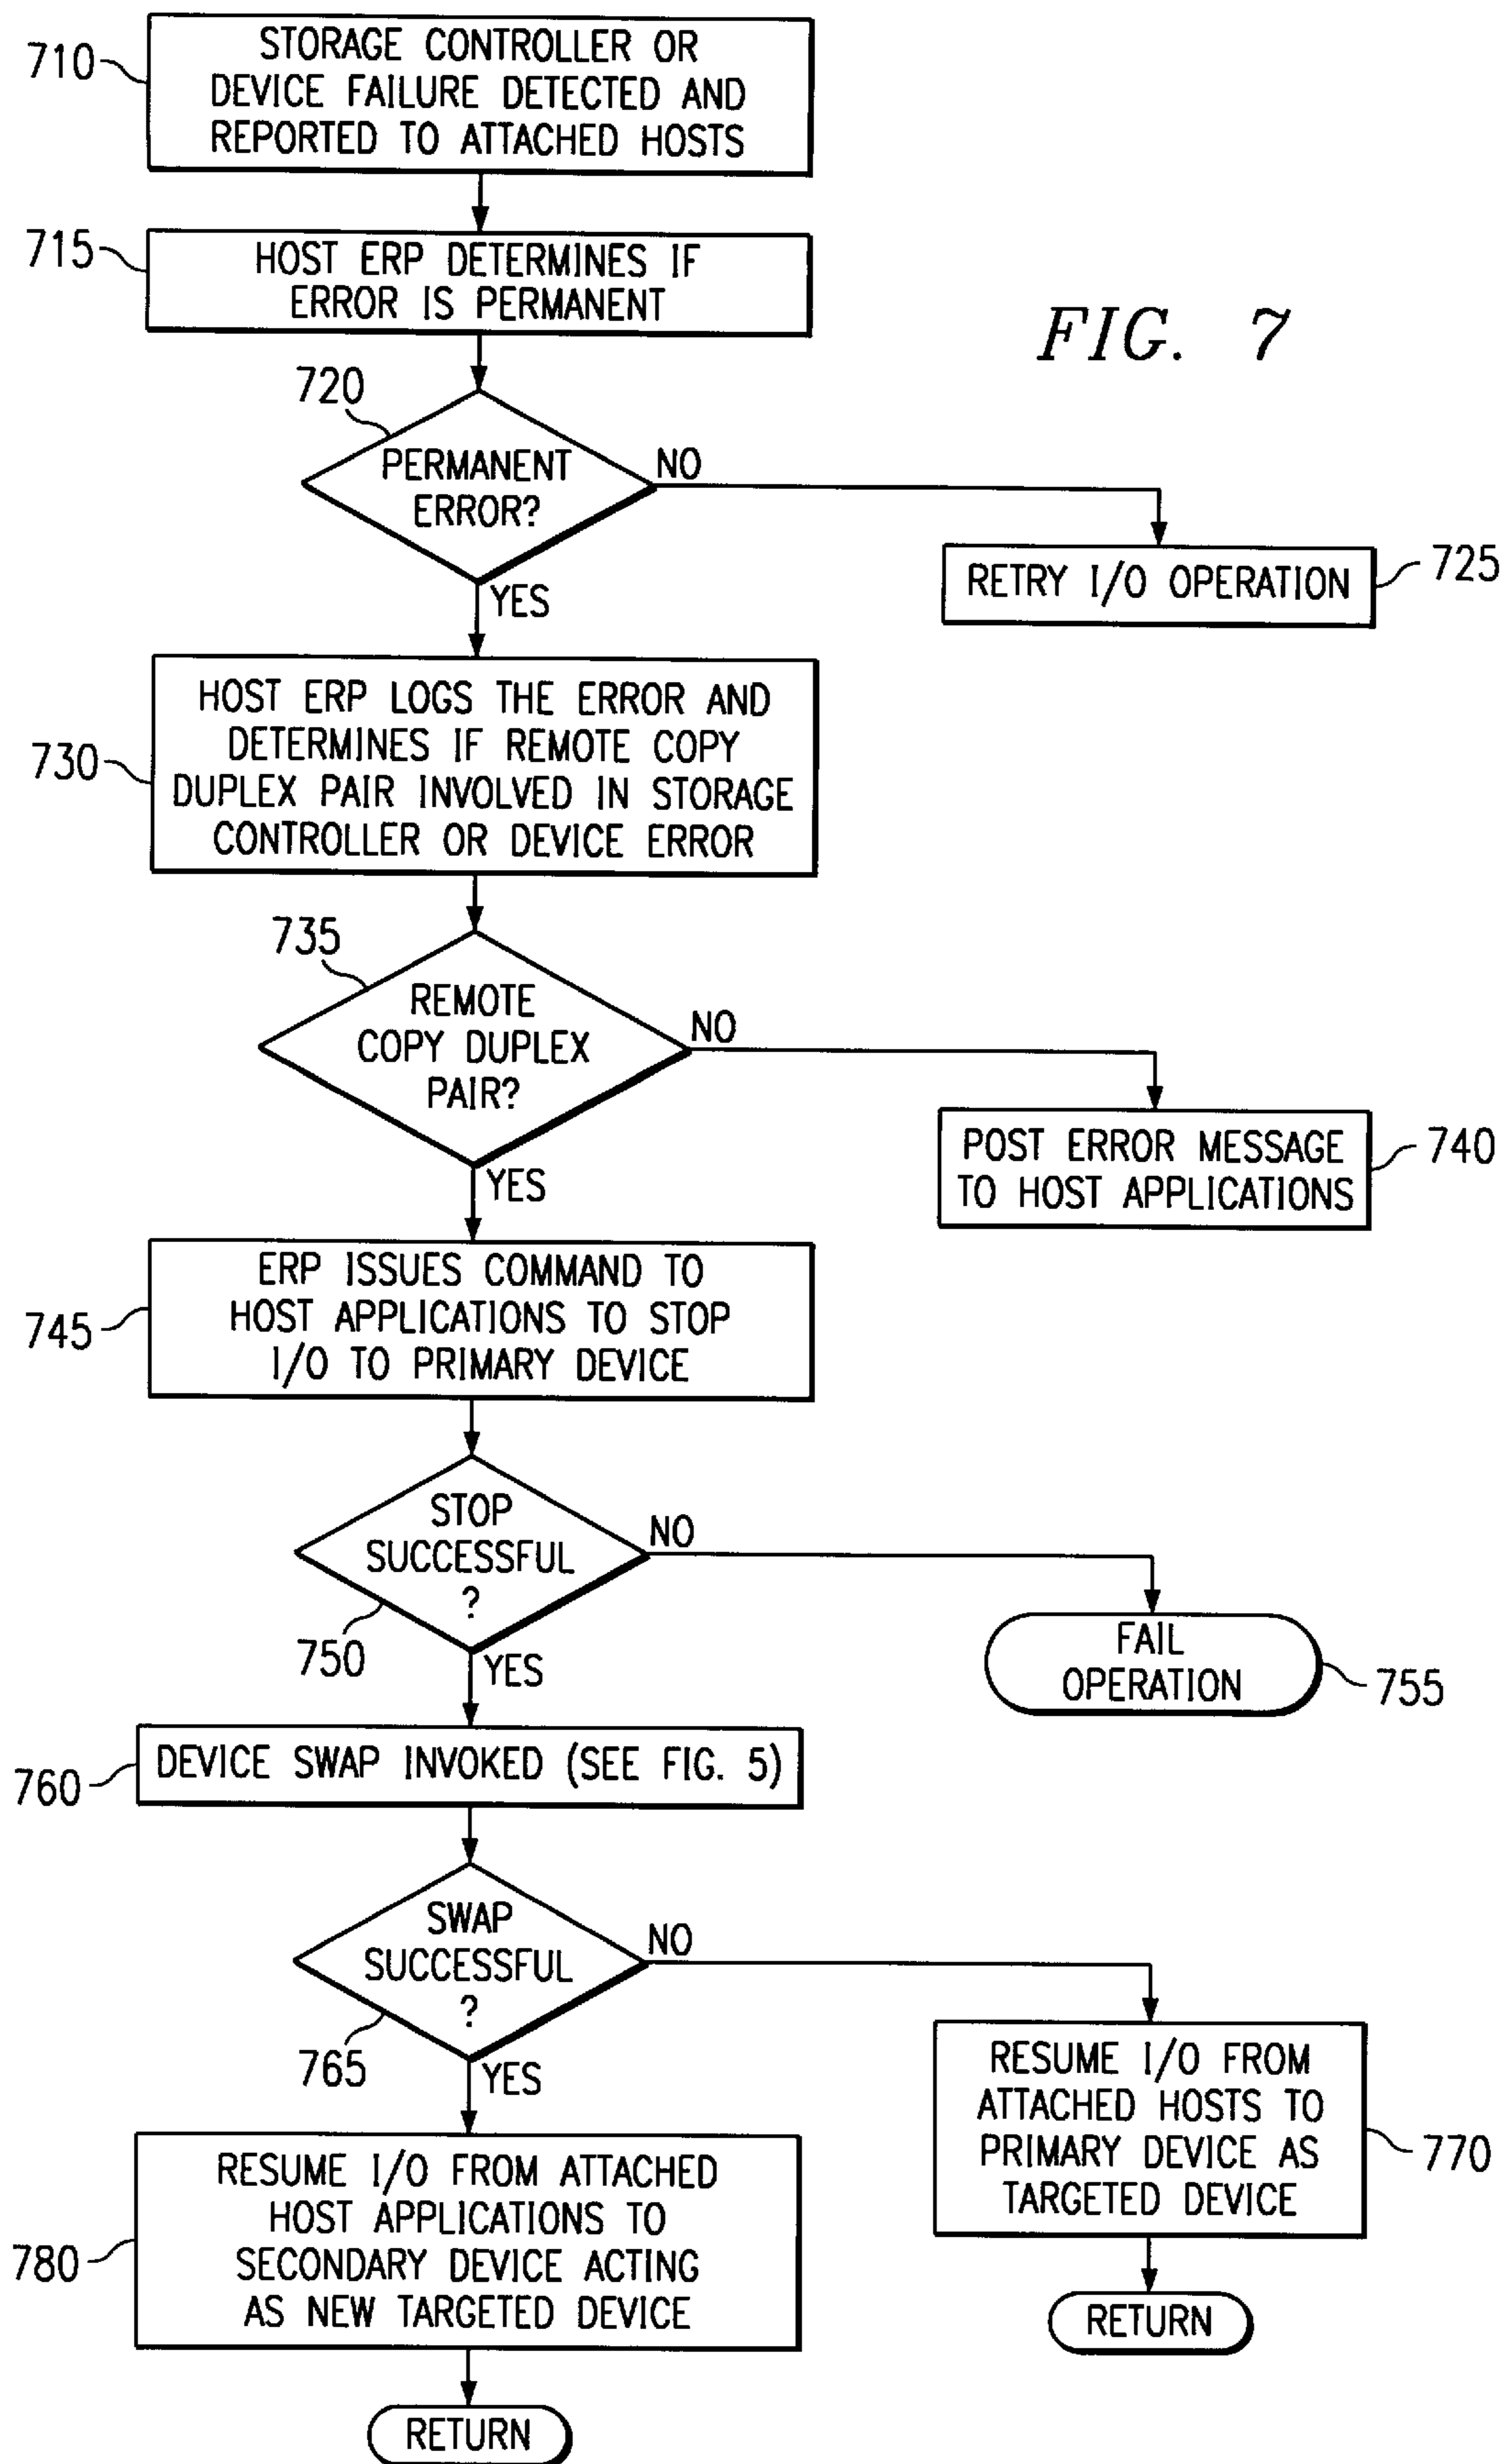 710
STORAGE CONTROLLER OR
DEVICE FAILURE DETECTED AND
REPORTED TO ATTACHED HOSTS
715
HOST ERP DETERMINES IF
ERROR IS PERMANENT
FIG. 7
720
PERMANENT
ERROR?
NO
YES
RETRY I/O OPERATION
725
730
HOST ERP LOGS THE ERROR AND
DETERMINES IF REMOTE COPY
DUPLEX PAIR INVOLVED IN STORAGE
CONTROLLER OR DEVICE ERROR
735
REMOTE
COPY DUPLEX
PAIR?
NO
YES
POST ERROR MESSAGE
TO HOST APPLICATIONS
740
745
ERP ISSUES COMMAND TO
HOST APPLICATIONS TO STOP
I/O TO PRIMARY DEVICE
STOP
SUCCESSFUL
?
750
NO
YES
FAIL
OPERATION
755
760
DEVICE SWAP INVOKED (SEE FIG. 5)
SWAP
SUCCESSFUL
?
765
NO
YES
RESUME I/O FROM
ATTACHED HOSTS TO
PRIMARY DEVICE AS
TARGETED DEVICE
770
RETURN
780
RESUME I/O FROM ATTACHED
HOST APPLICATIONS TO
SECONDARY DEVICE ACTING
AS NEW TARGETED DEVICE
RETURN